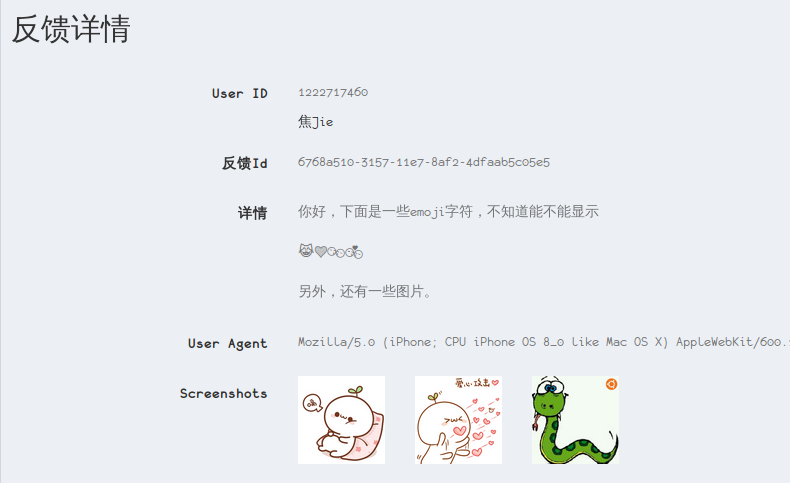 反馈详情
User ID
1222717460
焦Jie
反馈Id
6768a510-3157-11e7-8af2-4dfaab5c05e5
详情
你好，下面是一些emoji字符，不知道能不能显示
另外，还有一些图片。
User Agent
Mozilla/5.0 (iPhone; CPU iPhone OS 8_0 like Mac OS X) AppleWebKit/600.
Screenshots
爱心攻击